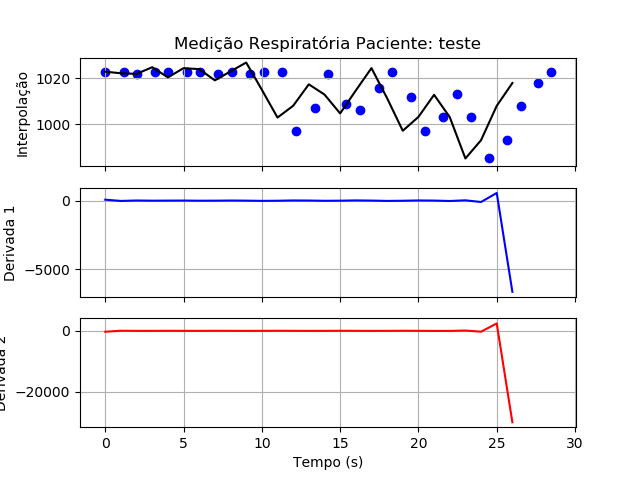 Medição Respiratória Paciente: teste
Interpolação
1020
1000
Derivada 1
0
−5000
Derivada 2
0
−20000
0 5 10 15 20 25 30
Tempo (s)